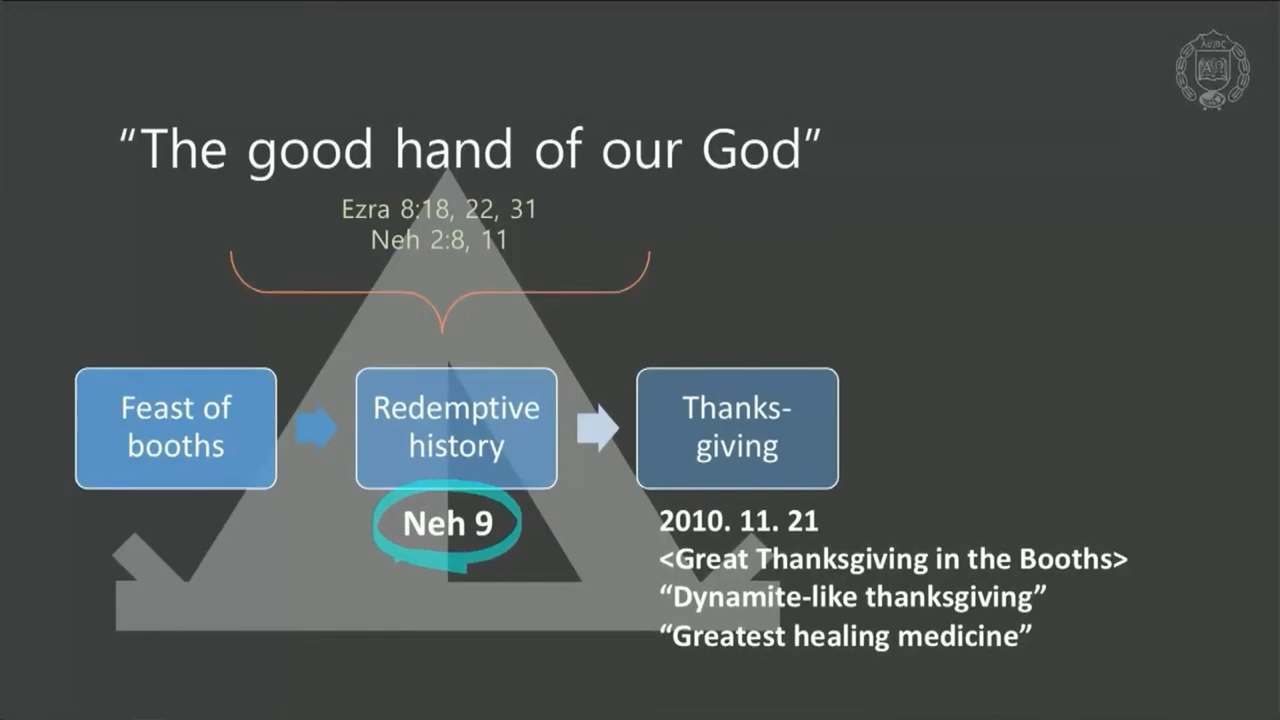 “The good hand of our God”
Ezra 8:18, 22, 31
Neh 2:8, 11
Feast of
booths
Redemptive
history
Thanks-
giving
Neh 9
2010. 11. 21
<Great Thanksgiving in the Booths>
“Dynamite-like thanksgiving”
“Greatest healing medicine”